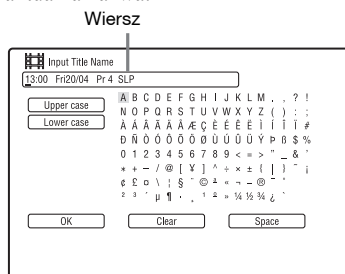 Wiersz
Input Title Name
13:00 Fri20/04 Pr 4 SLP
Upper case
Lower case
A B C D E F G H I J K L M . , ? !
N O P Q R S T U V W X Y Z ( ) : ;
À Á Â Ã Ä Å Æ Ç È É Ê Ë Ì Í Î Ï #
Ð Ñ Ò Ó Ô Õ Ö Ø Ù Ú Û Ü Ý Þ ß $ %
0 1 2 3 4 5 6 7 8 9 < = > " _ & '
* + – / @ [ ¥ ] ^ ÷ × ± { | } ~ ¡
¢ £ ¤ \ ¦ § ¨ © ª « ¬ – ® ¯ °
² ³ ´ µ ¶ · ¸ ¹ º » ¼ ½ ¾ ¿ `
OK
Clear
Space